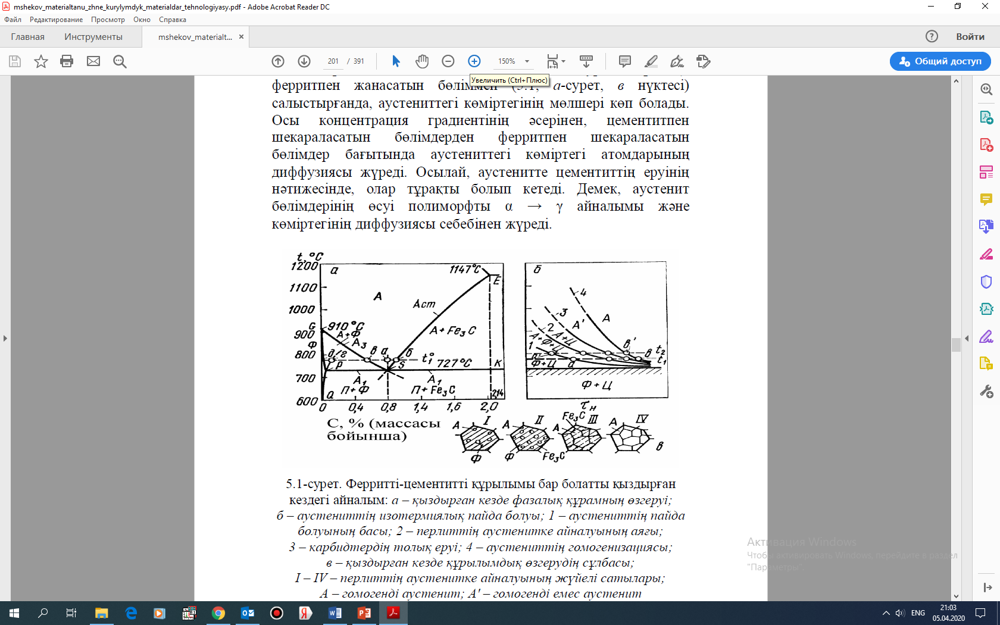 mshekov_materialtanu_zhne_kurylymdyk_materialdar_tehnologiyasy.pdf - Adobe Acrobat Reader DC
Файл Редактирование Просмотр Окно Справка
Главная Инструменты mshekov_materialt... ×
Войти
201 / 391 150% Общий доступ
Увеличить (Ctrl+Плюс)
ферритпен жанасатын бөліммен (5.1, а-сурет, в нүктесі)
салыстырғанда, аустениттегі көміртегінің мөлшері көп болады.
Осы концентрация градиентінің әсерінен, цементитпен
шекараласатын бөлімдерден ферритпен шекараласатын
бөлімдер бағытында аустениттегі көміртегі атомдарының
диффузиясы жүреді. Осылай, аустенитте цементиттің еруінің
нәтижесінде, олар тұрақты болып кетеді. Демек, аустенит
бөлімдерінің өсуі полиморфты α → γ айналымы және
көміртегінің диффузиясы себебінен жүреді.
t, °C
1200
1100
1000
900
800
700
600
а
1147°C
E
A
Aст
A + Fe₃C
G
910°C
A+Ф
A₃
Ф
д/г
в
а
б
t₁°
P
S
727°C
K
A₁
A₁
П+Ф
П+Fe₃C
Q
2,14
0 0,4 0,8 1,4 1,6 2,0
С, % (массасы
бойынша)
б
4
3
A
A'
2
A+Ц
A+Ф+Ц
1
в'
t₂
в
t₁
Ф+Ц
а
Ф+Ц
τн
A I
Ф
A II
Ф
Fe₃C
A III
Fe₃C
A IV
в
5.1-сурет. Ферритті-цементитті құрылымы бар болатты қыздырған
кездегі айналым: а – қыздырған кезде фазалық құрамның өзгеруі;
б – аустениттің изотермиялық пайда болуы; 1 – аустениттің пайда
болуының басы; 2 – перлиттің аустенитке айналуының аяғы;
3 – карбидтердің толық еруі; 4 – аустениттің гомогенизациясы;
в – қыздырған кезде құрылымдық өзгерудің сұлбасы;
I – IV – перлиттің аустенитке айналуының жүйелі сатылары;
А – гомогенді аустенит; А' – гомогенді емес аустенит
Активация Windows
Чтобы активировать Windows, перейдите в раздел
"Параметры".
ENG
21:03
05.04.2020